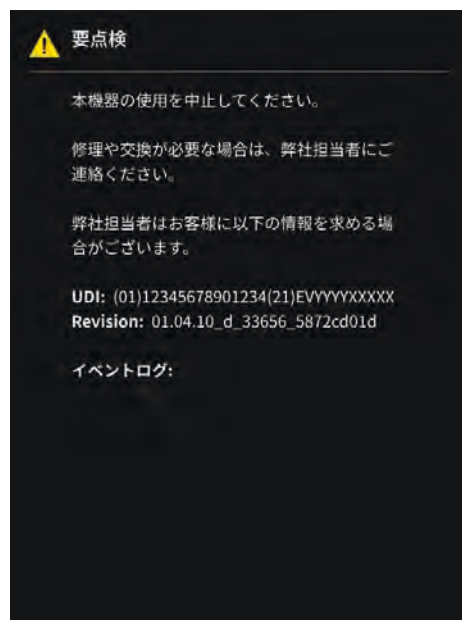 要点検
本機器の使用を中止してください。
修理や交換が必要な場合は、弊社担当者にご
連絡ください。
弊社担当者はお客様に以下の情報を求める場
合がございます。
UDI: (01)12345678901234(21)EVYYYYXXXXX
Revision: 01.04.10_d_33656_5872cd01d
イベントログ: